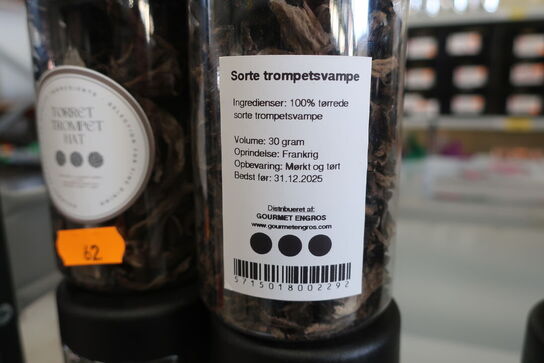 TØRRET
TROMPET
HAT
62
Sorte trompetsvampe
Ingredienser: 100% tørrede
sorte trompetsvampe
Volume: 30 gram
Oprindelse: Frankrig
Opbevaring: Mørkt og tørt
Bedst før: 31.12.2025
Distribueret af:
GOURMET ENGROS
www.gourmetengros.com
5715018002292